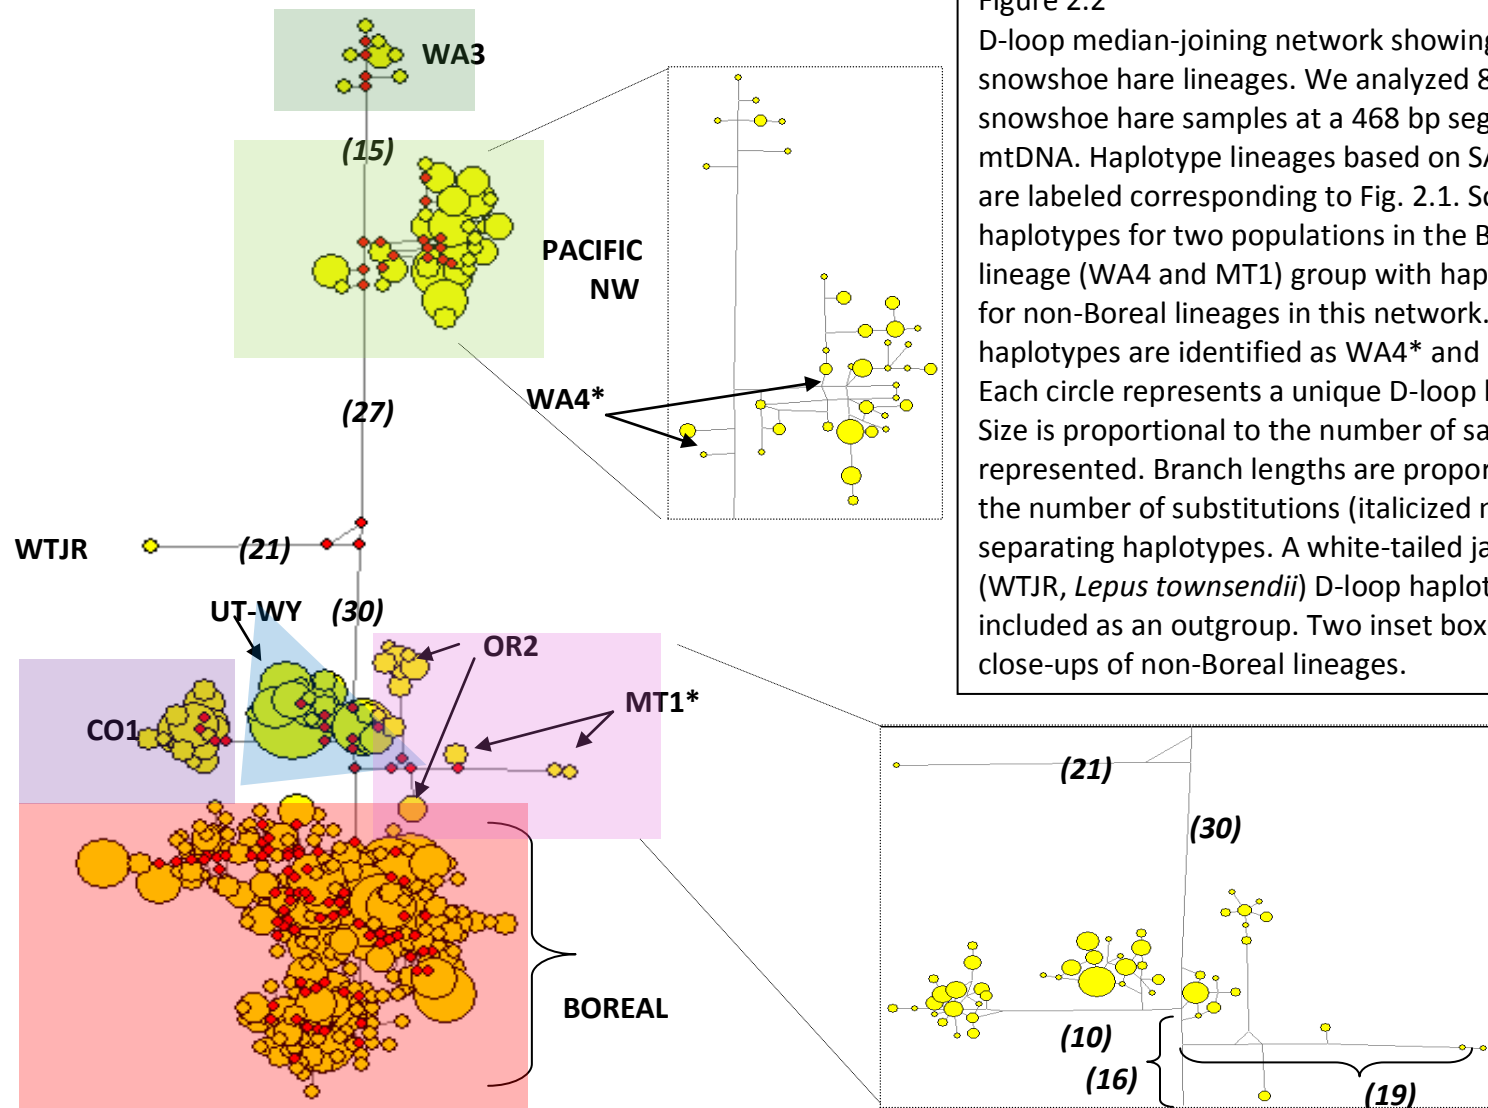 Figure 2.2
D-loop median-joining network showing
snowshoe hare lineages. We analyzed 8
snowshoe hare samples at a 468 bp seg
mtDNA. Haplotype lineages based on SA
are labeled corresponding to Fig. 2.1. So
haplotypes for two populations in the B
lineage (WA4 and MT1) group with hap
for non-Boreal lineages in this network.
haplotypes are identified as WA4* and
Each circle represents a unique D-loop
Size is proportional to the number of sa
represented. Branch lengths are propor
the number of substitutions (italicized
separating haplotypes. A white-tailed ja
(WTJR, Lepus townsendii) D-loop haplot
included as an outgroup. Two inset box
close-ups of non-Boreal lineages.
WA3
(15)
PACIFIC
NW
WA4*
(27)
WTJR
(21)
UT-WY
(30)
OR2
CO1
MT1*
BOREAL
(21)
(30)
(10)
(16)
(19)